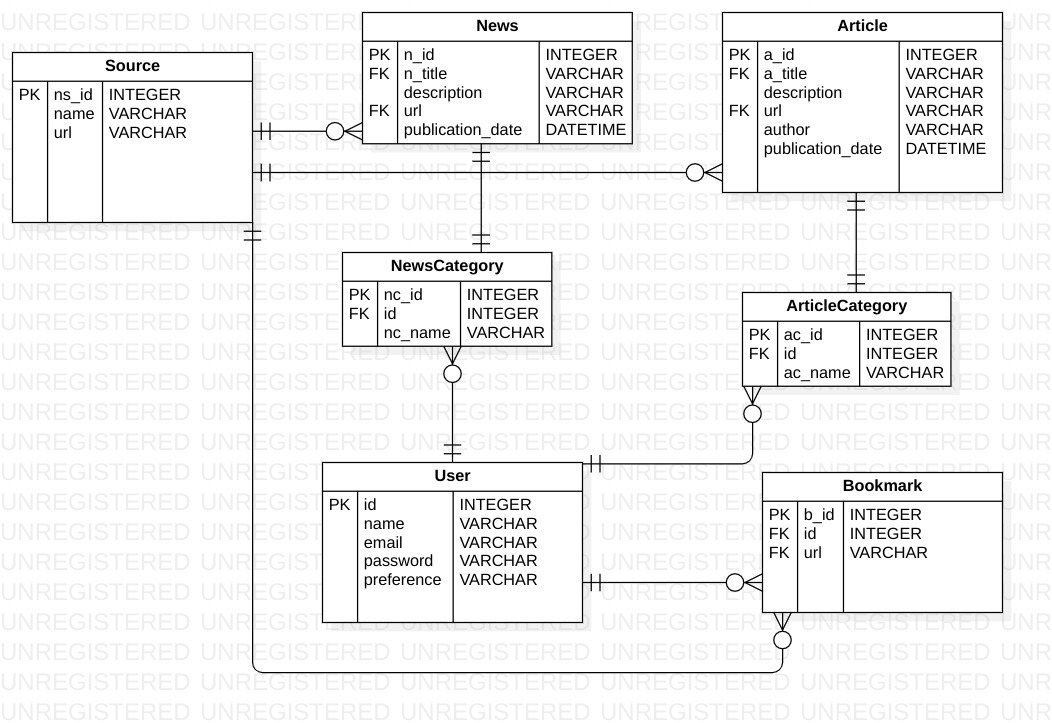 Source
PK ns_id INTEGER
name VARCHAR
url VARCHAR
News
PK n_id INTEGER
FK n_title VARCHAR
description VARCHAR
FK url VARCHAR
publication_date DATETIME
Article
PK a_id INTEGER
FK a_title VARCHAR
description VARCHAR
FK url VARCHAR
author VARCHAR
publication_date DATETIME
NewsCategory
PK nc_id INTEGER
FK id INTEGER
nc_name VARCHAR
ArticleCategory
PK ac_id INTEGER
FK id INTEGER
ac_name VARCHAR
User
PK id INTEGER
name VARCHAR
email VARCHAR
password VARCHAR
preference VARCHAR
Bookmark
PK b_id INTEGER
FK id INTEGER
FK url VARCHAR
UNREGISTERED